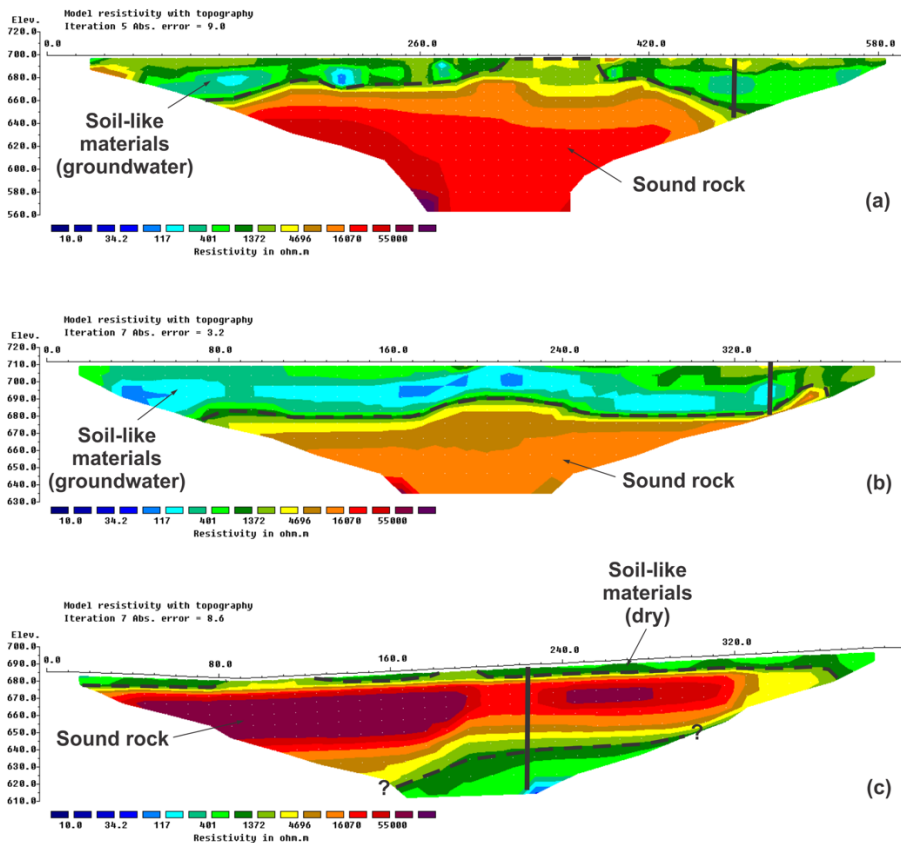 Model resistivity with topography
Iteration 5 Abs. error = 9.0
Elev.
0.0 260.0 420.0 580.0
720.0
700.0
680.0
660.0
640.0
620.0
600.0
580.0
560.0
Soil-like
materials
(groundwater)
Sound rock
(a)
10.0 34.2 117 401 1372 4696 16070 55000
Resistivity in ohm.m
Model resistivity with topography
Iteration 7 Abs. error = 3.2
Elev.
0.0 80.0 160.0 240.0 320.0
720.0
710.0
700.0
690.0
680.0
670.0
660.0
650.0
640.0
630.0
Soil-like
materials
(groundwater)
Sound rock
(b)
10.0 34.2 117 401 1372 4696 16070 55000
Resistivity in ohm.m
Soil-like
materials
(dry)
Model resistivity with topography
Iteration 7 Abs. error = 8.6
Elev.
0.0 80.0 160.0 240.0 320.0
700.0
690.0
680.0
670.0
660.0
650.0
640.0
630.0
620.0
610.0
Sound rock
?
?
(c)
10.0 34.2 117 401 1372 4696 16070 55000
Resistivity in ohm.m